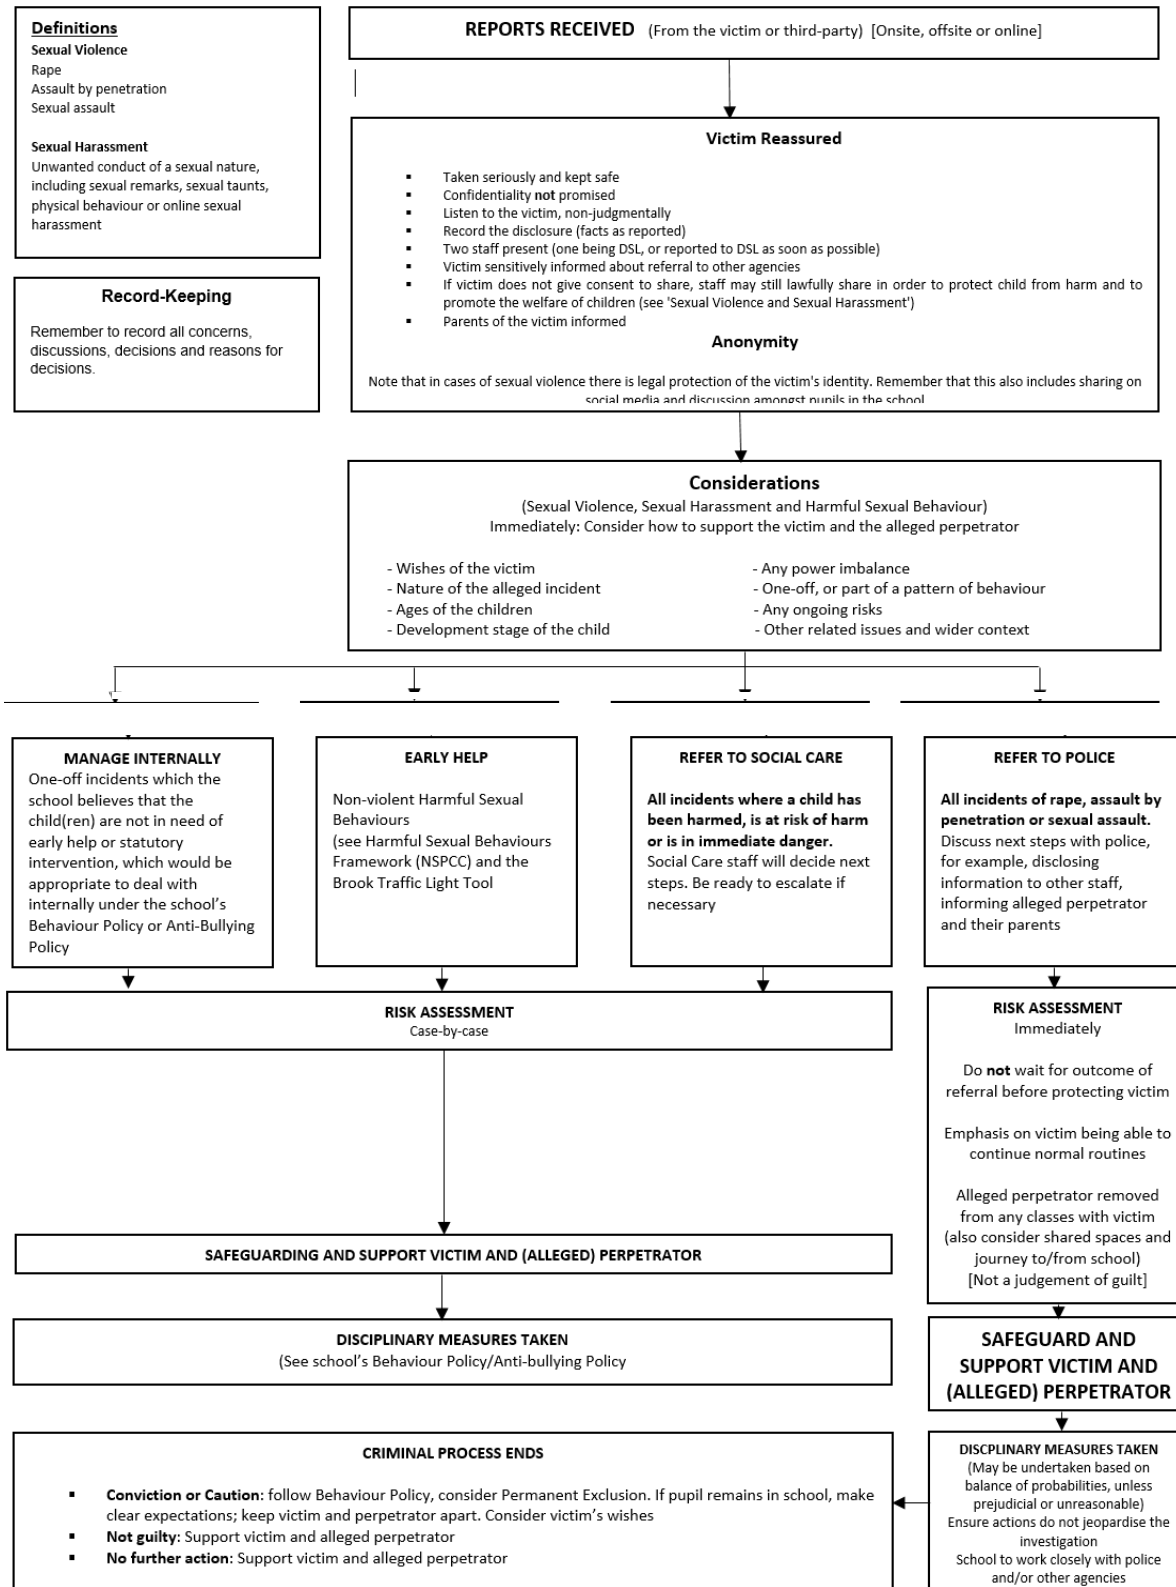 Definitions
Sexual Violence
Rape
Assault by penetration
Sexual assault
Sexual Harassment
Unwanted conduct of a sexual nature,
including sexual remarks, sexual taunts,
physical behaviour or online sexual
harassment
Record-Keeping
Remember to record all concerns,
discussions, decisions and reasons for
decisions.
REPORTS RECEIVED (From the victim or third-party) [Onsite, offsite or online]
Victim Reassured
▪ Taken seriously and kept safe
▪ Confidentiality not promised
▪ Listen to the victim, non-judgmentally
▪ Record the disclosure (facts as reported)
▪ Two staff present (one being DSL, or reported to DSL as soon as possible)
▪ Victim sensitively informed about referral to other agencies
▪ If victim does not give consent to share, staff may still lawfully share in order to protect child from harm and to
promote the welfare of children (see 'Sexual Violence and Sexual Harassment')
▪ Parents of the victim informed
Anonymity
Note that in cases of sexual violence there is legal protection of the victim's identity. Remember that this also includes sharing on
social media and discussion amongst pupils in the school
Considerations
(Sexual Violence, Sexual Harassment and Harmful Sexual Behaviour)
Immediately: Consider how to support the victim and the alleged perpetrator
- Wishes of the victim
- Nature of the alleged incident
- Ages of the children
- Development stage of the child
- Any power imbalance
- One-off, or part of a pattern of behaviour
- Any ongoing risks
- Other related issues and wider context
MANAGE INTERNALLY
One-off incidents which the
school believes that the
child(ren) are not in need of
early help or statutory
intervention, which would be
appropriate to deal with
internally under the school's
Behaviour Policy or Anti-Bullying
Policy
EARLY HELP
Non-violent Harmful Sexual
Behaviours
(see Harmful Sexual Behaviours
Framework (NSPCC) and the
Brook Traffic Light Tool
REFER TO SOCIAL CARE
All incidents where a child has
been harmed, is at risk of harm
or is in immediate danger.
Social Care staff will decide next
steps. Be ready to escalate if
necessary
REFER TO POLICE
All incidents of rape, assault by
penetration or sexual assault.
Discuss next steps with police,
for example, disclosing
information to other staff,
informing alleged perpetrator
and their parents
RISK ASSESSMENT
Case-by-case
RISK ASSESSMENT
Immediately
Do not wait for outcome of
referral before protecting victim
Emphasis on victim being able to
continue normal routines
Alleged perpetrator removed
from any classes with victim
(also consider shared spaces and
journey to/from school)
[Not a judgement of guilt]
SAFEGUARDING AND SUPPORT VICTIM AND (ALLEGED) PERPETRATOR
DISCIPLINARY MEASURES TAKEN
(See school's Behaviour Policy/Anti-bullying Policy
SAFEGUARD AND
SUPPORT VICTIM AND
(ALLEGED) PERPETRATOR
DISCPLINARY MEASURES TAKEN
(May be undertaken based on
balance of probabilities, unless
prejudicial or unreasonable)
Ensure actions do not jeopardise the
investigation
School to work closely with police
and/or other agencies
CRIMINAL PROCESS ENDS
▪ Conviction or Caution: follow Behaviour Policy, consider Permanent Exclusion. If pupil remains in school, make
clear expectations; keep victim and perpetrator apart. Consider victim's wishes
▪ Not guilty: Support victim and alleged perpetrator
▪ No further action: Support victim and alleged perpetrator